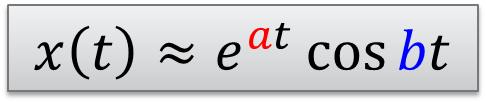 x(t) ≈ e^{at} cos bt